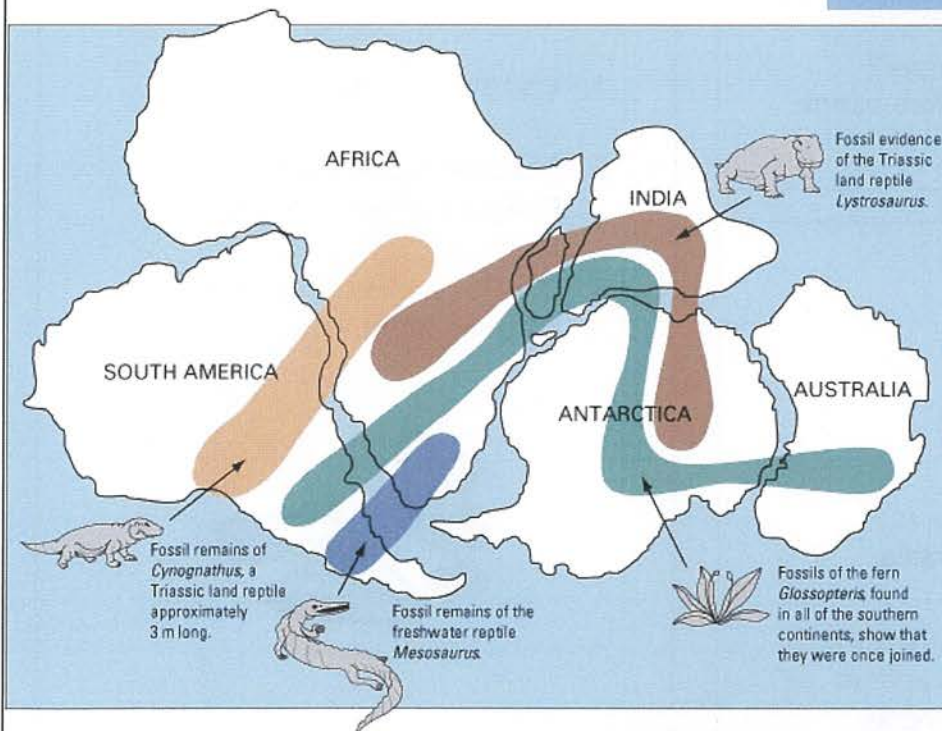 AFRICA
INDIA
Fossil evidence
of the Triassic
land reptile
Lystrosaurus.
SOUTH AMERICA
ANTARCTICA
AUSTRALIA
Fossil remains of
Cynognathus, a
Triassic land reptile
approximately
3 m long.
Fossil remains of the
freshwater reptile
Mesosaurus.
Fossils of the fern
Glossopteris, found
in all of the southern
continents, show that
they were once joined.